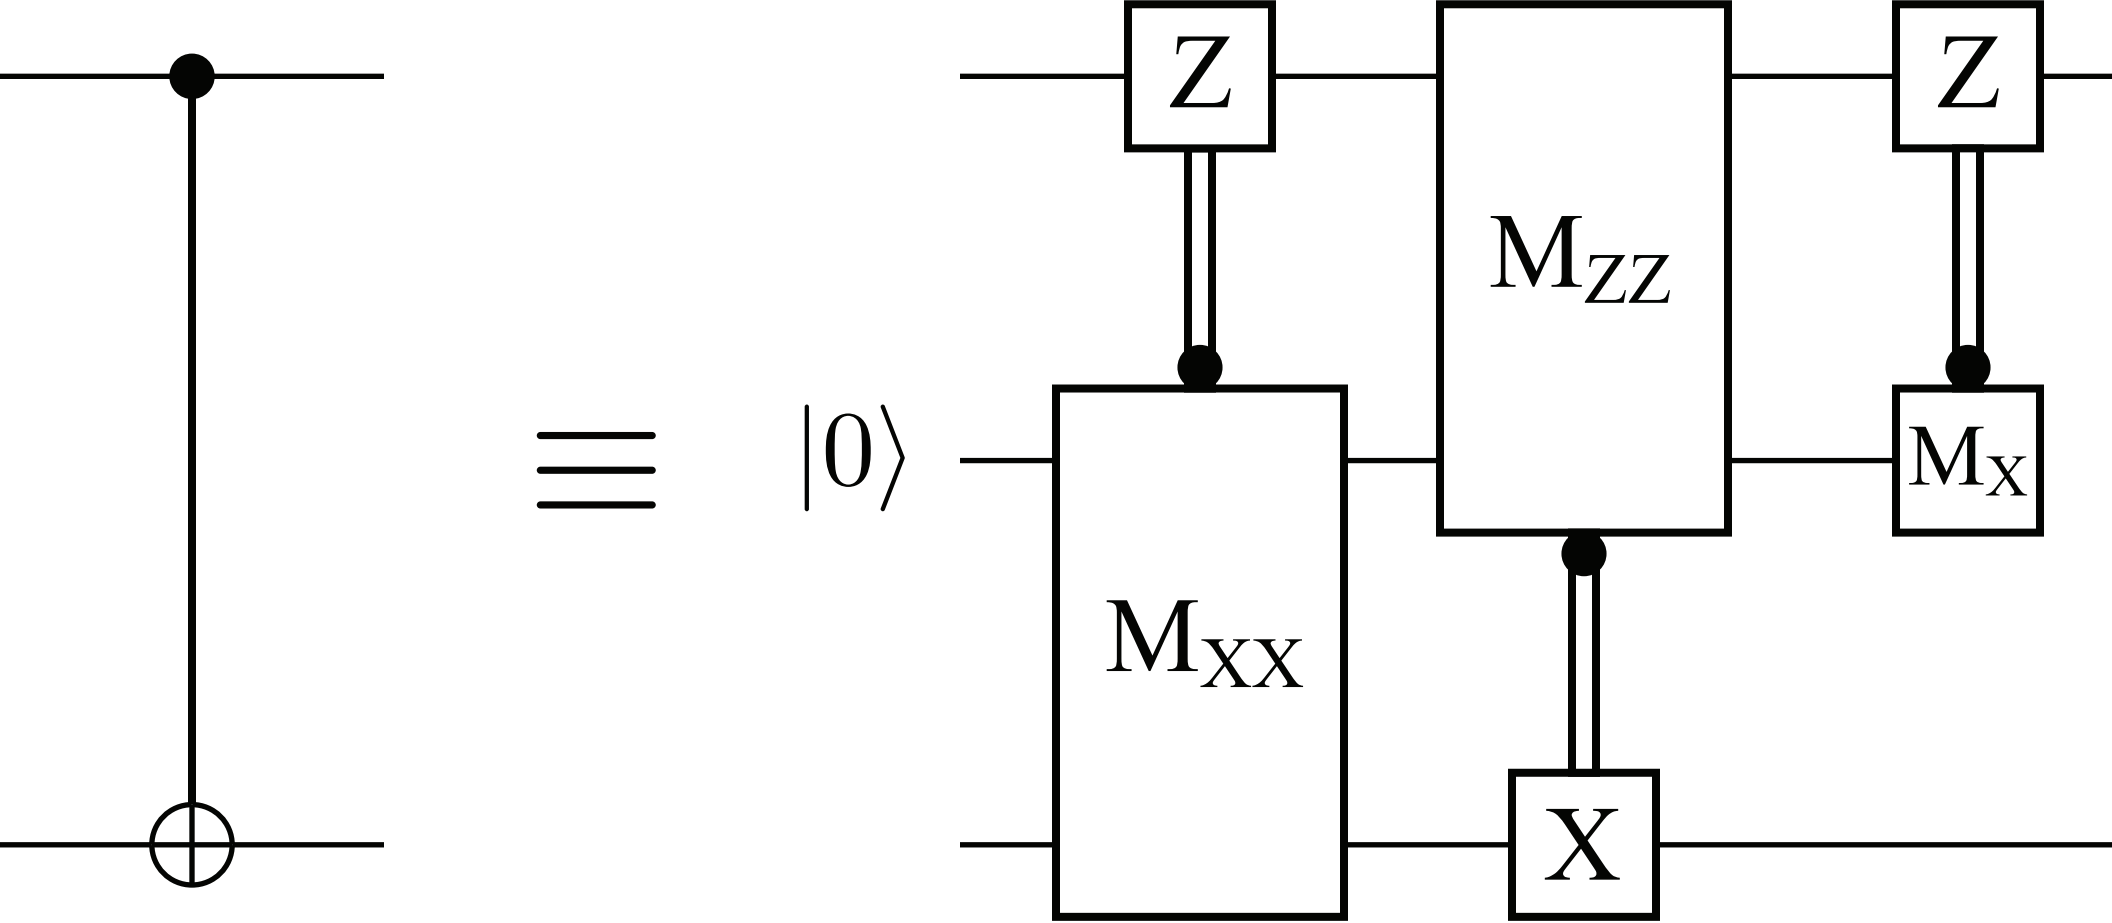 Z Z
M_ZZ
≡ |0⟩ M_X
M_XX
X